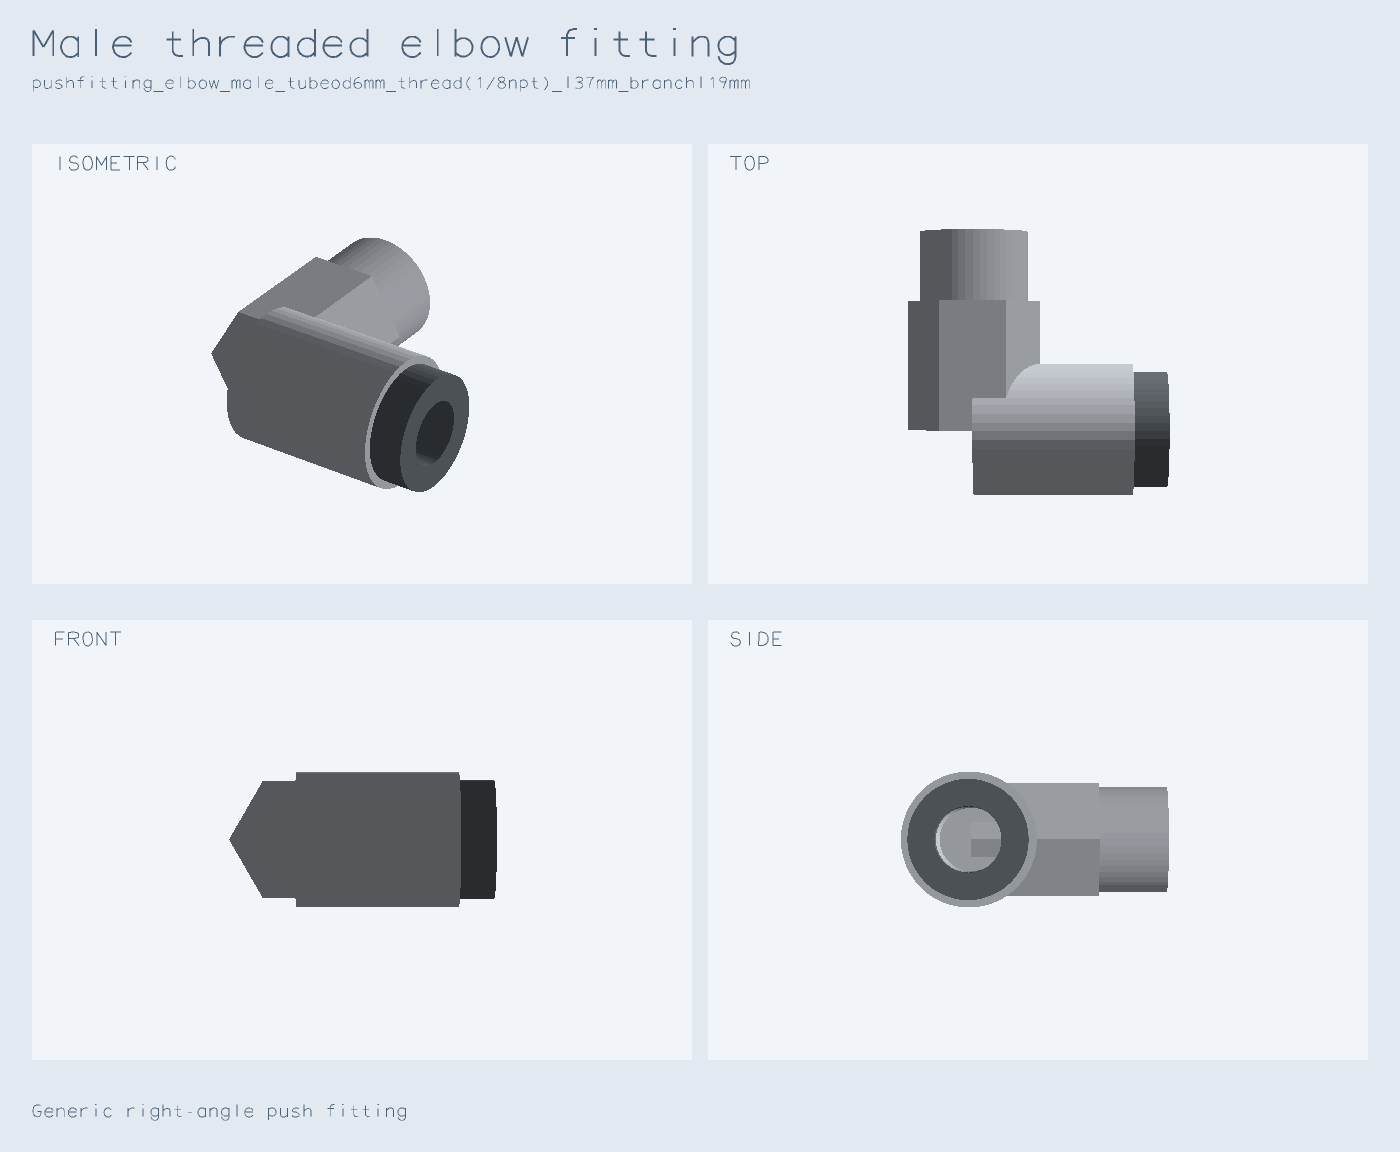 Male threaded elbow fitting
pushfitting_elbow_male_tubeod6mm_thread(1/8npt)_l37mm_branchl19mm
ISOMETRIC
TOP
FRONT
SIDE
Generic right-angle push fitting